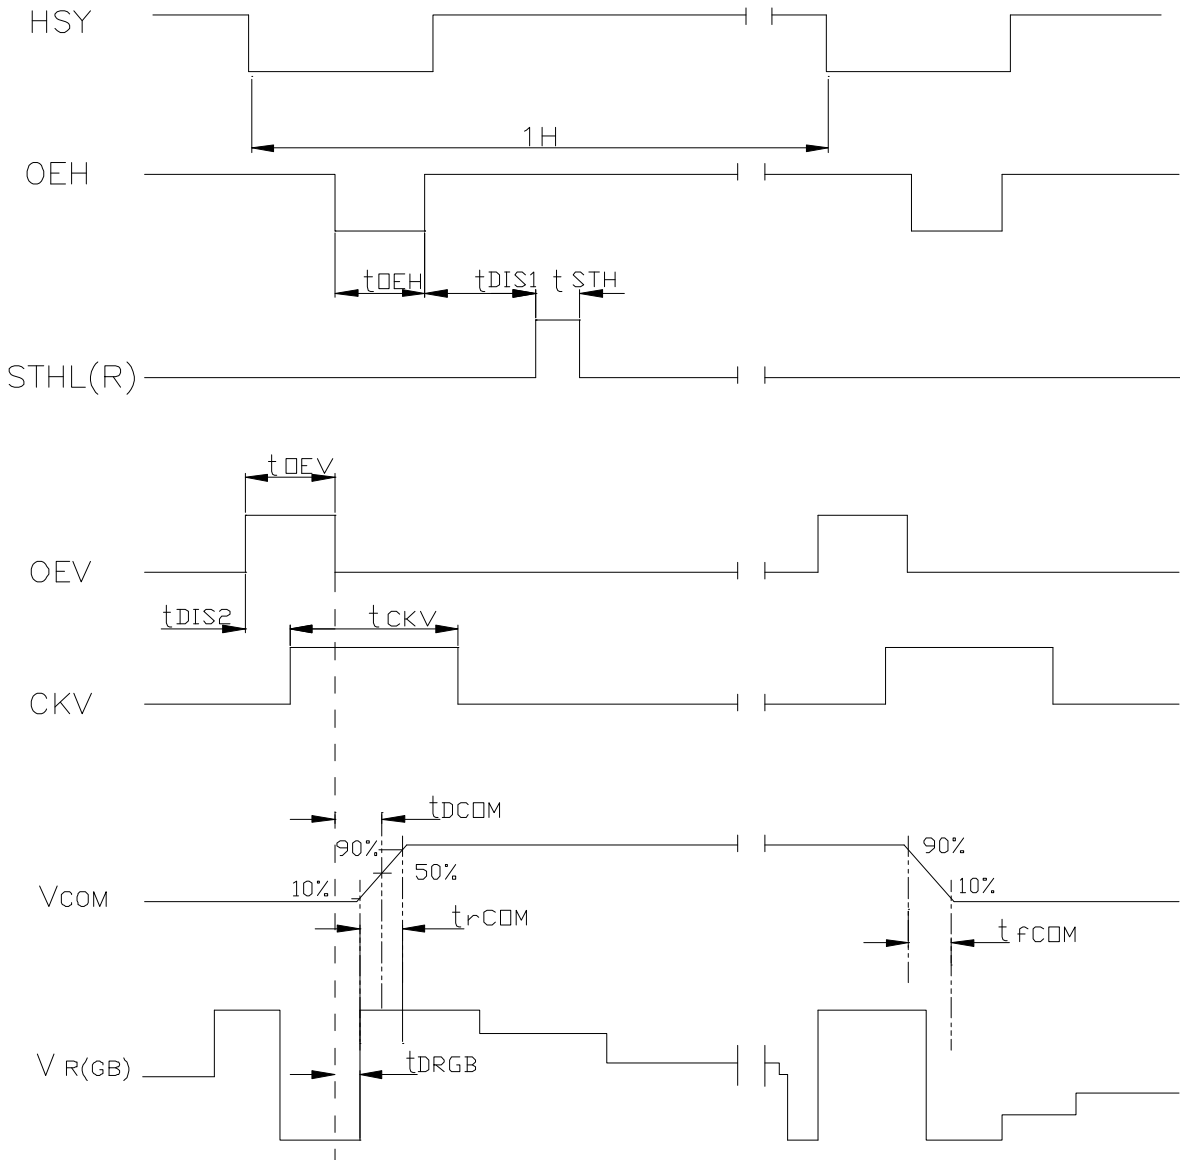 HSY
1H
OEH
tOEH
tDIS1
t STH
STHL(R)
tOEV
OEV
tDIS2
tCKV
CKV
tDCOM
90%
50%
90%
10%
10%
VCOM
trCOM
tfCOM
V R(GB)
tDRGB